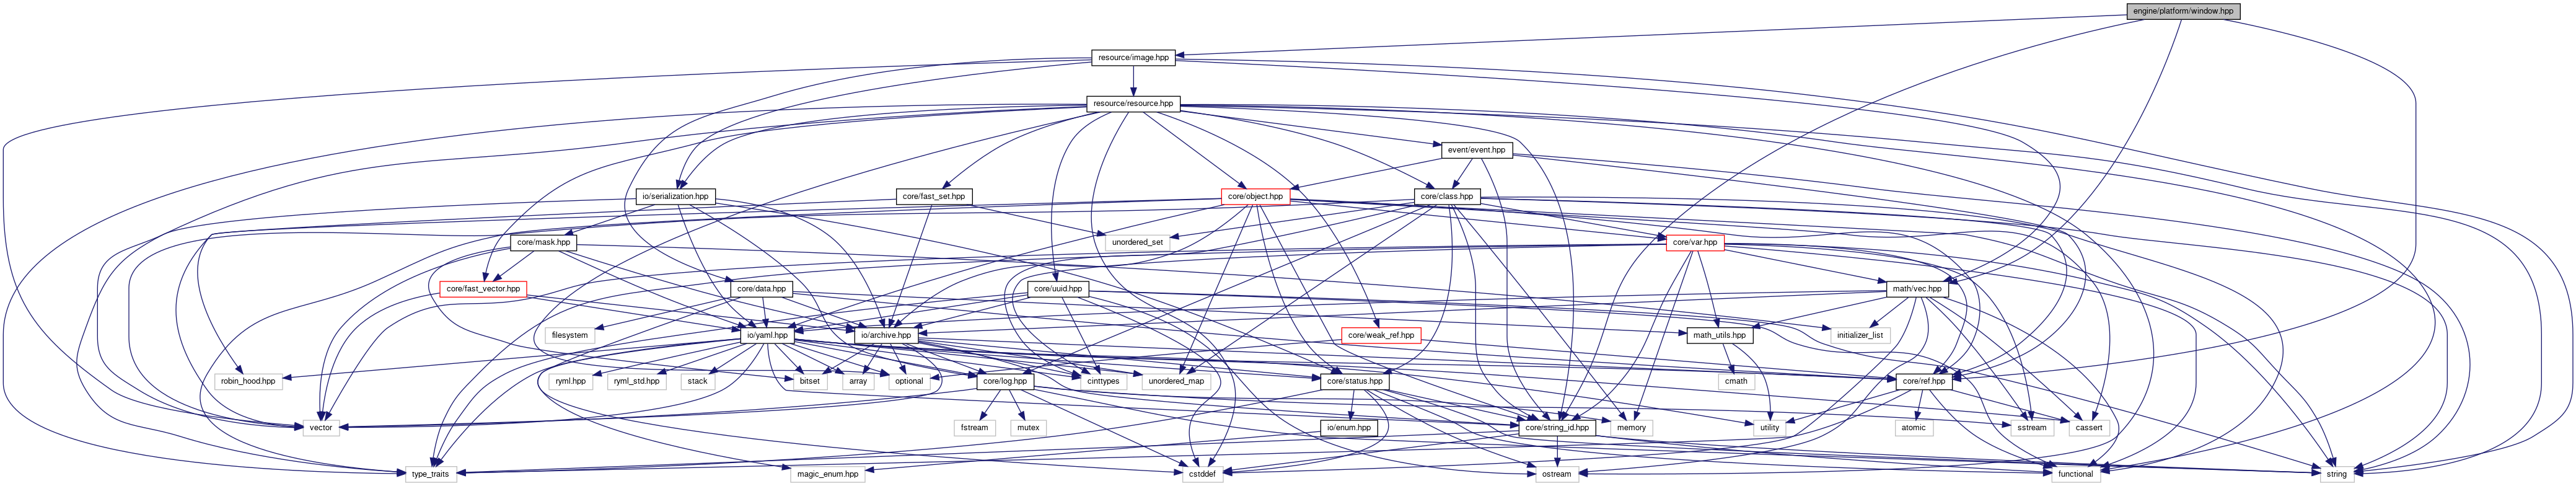 engine/platform/window.hpp
resource/image.hpp
resource/resource.hpp
event/event.hpp
io/serialization.hpp
core/fast_set.hpp
core/object.hpp
core/class.hpp
core/mask.hpp
unordered_set
core/var.hpp
core/fast_vector.hpp
core/data.hpp
core/uuid.hpp
math/vec.hpp
filesystem
io/yaml.hpp
io/archive.hpp
core/weak_ref.hpp
math_utils.hpp
initializer_list
robin_hood.hpp
ryml.hpp
ryml_std.hpp
stack
bitset
array
optional
core/log.hpp
cinttypes
unordered_map
core/status.hpp
cmath
core/ref.hpp
vector
fstream
mutex
io/enum.hpp
core/string_id.hpp
memory
utility
atomic
sstream
cassert
type_traits
magic_enum.hpp
cstddef
ostream
functional
string